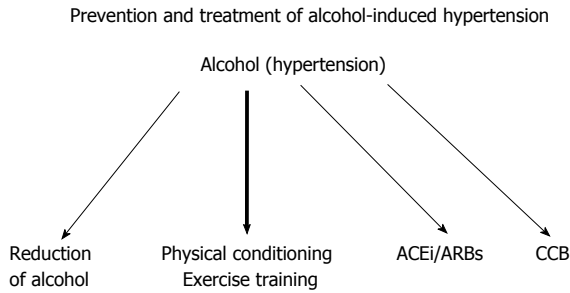 Prevention and treatment of alcohol-induced hypertension
Alcohol (hypertension)
Reduction
of alcohol
Physical conditioning
Exercise training
ACEi/ARBs
CCB